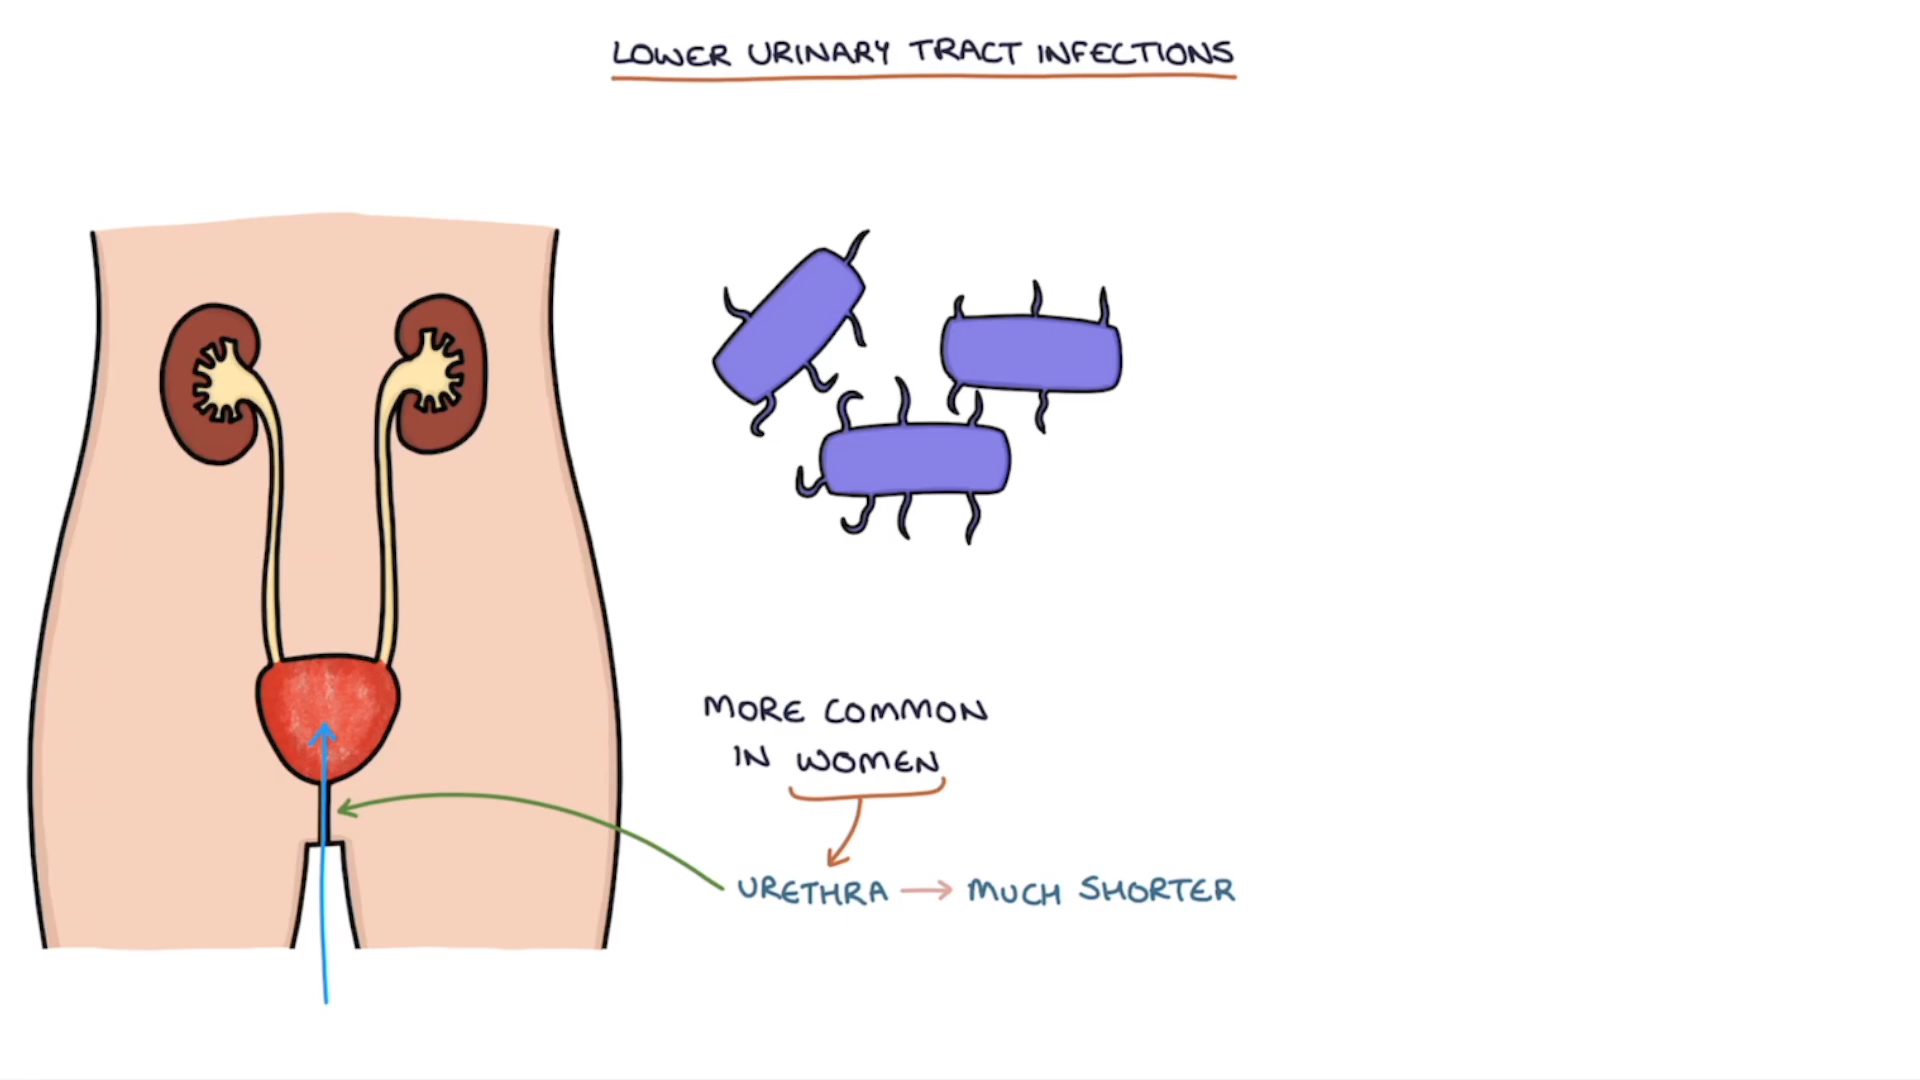 LOWER URINARY TRACT INFECTIONS
MORE COMMON
IN WOMEN
URETHRA → MUCH SHORTER